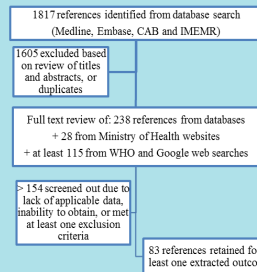 1817 references identified from database search
(Medline, Embase, CAB and IMEMR)
1605 excluded based
on review of titles
and abstracts, or
duplicates
Full text review of: 238 references from databases
+ 28 from Ministry of Health websites
+ at least 115 from WHO and Google web searches
> 154 screened out due to
lack of applicable data,
inability to obtain, or met
at least one exclusion
criteria
83 references retained fo
least one extracted outco